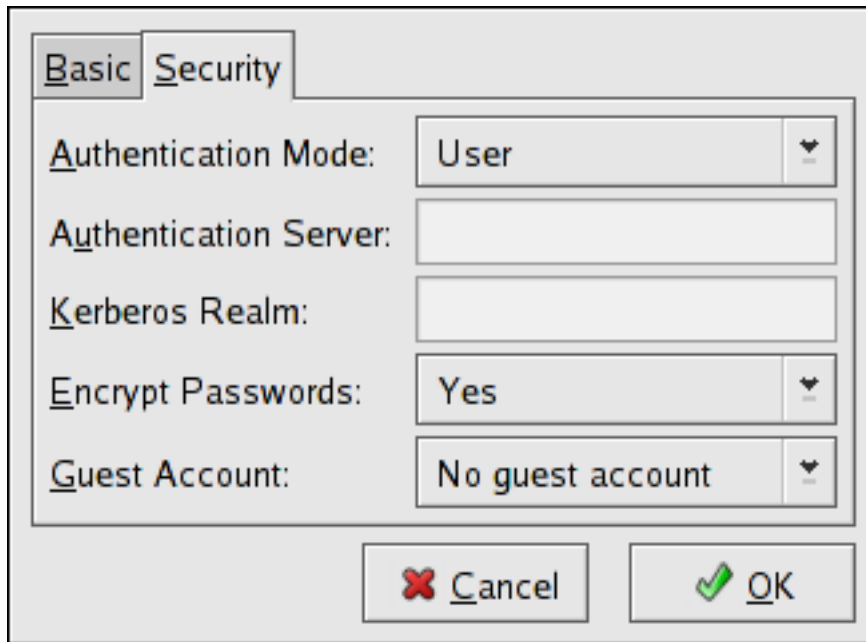 Basic Security
Authentication Mode: User
Authentication Server:
Kerberos Realm:
Encrypt Passwords: Yes
Guest Account: No guest account
Cancel OK